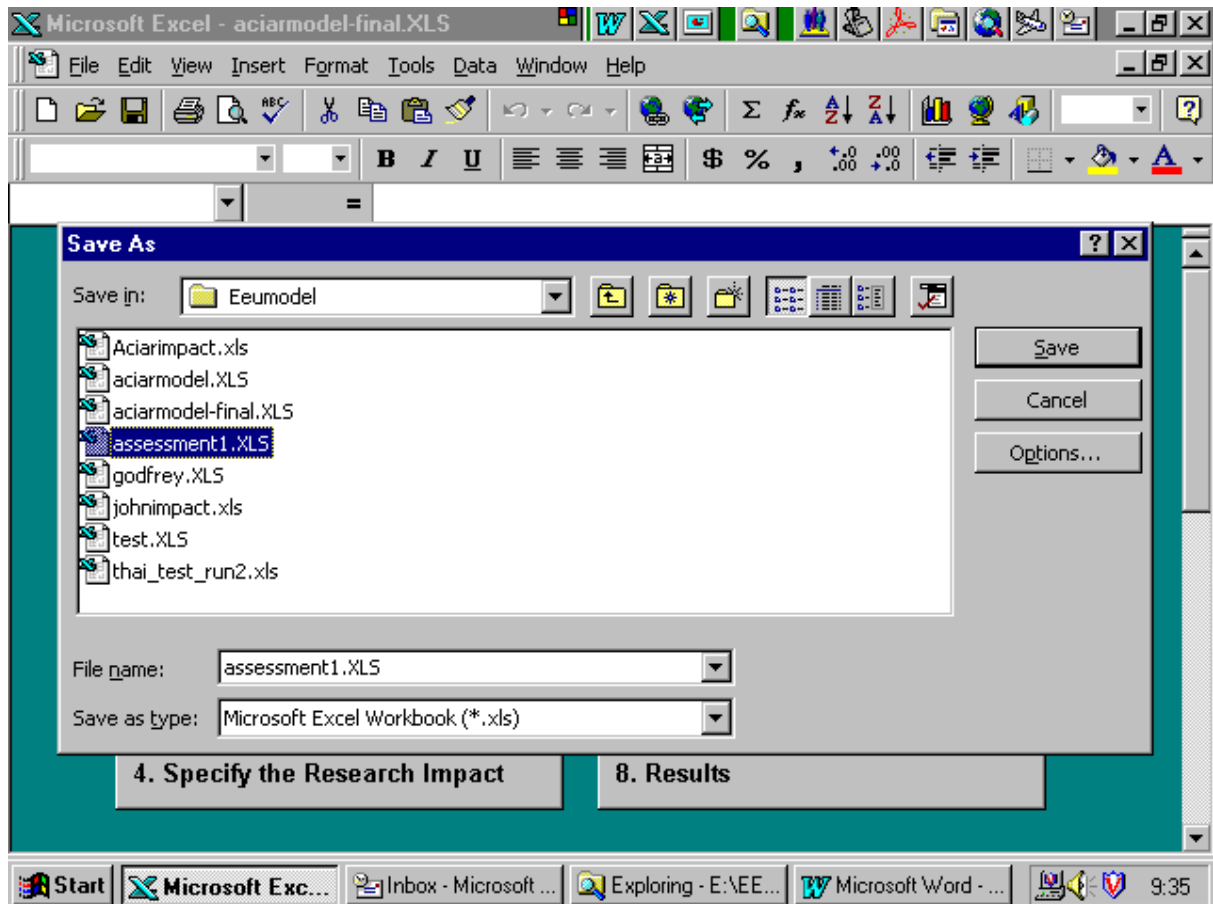 Microsoft Excel - aciarmodel-final.XLS
File Edit View Insert Format Tools Data Window Help
Save As
Save in: Eeumodel
Aciarimpact.xls
aciarmodel.XLS
aciarmodel-final.XLS
assessment1.XLS
godfrey.XLS
johnimpact.xls
test.XLS
thai_test_run2.xls
Save
Cancel
Options...
File name: assessment1.XLS
Save as type: Microsoft Excel Workbook (*.xls)
4. Specify the Research Impact
8. Results
Start Microsoft Exc... Inbox - Microsoft ... Exploring - E:\EE... Microsoft Word - ... 9:35